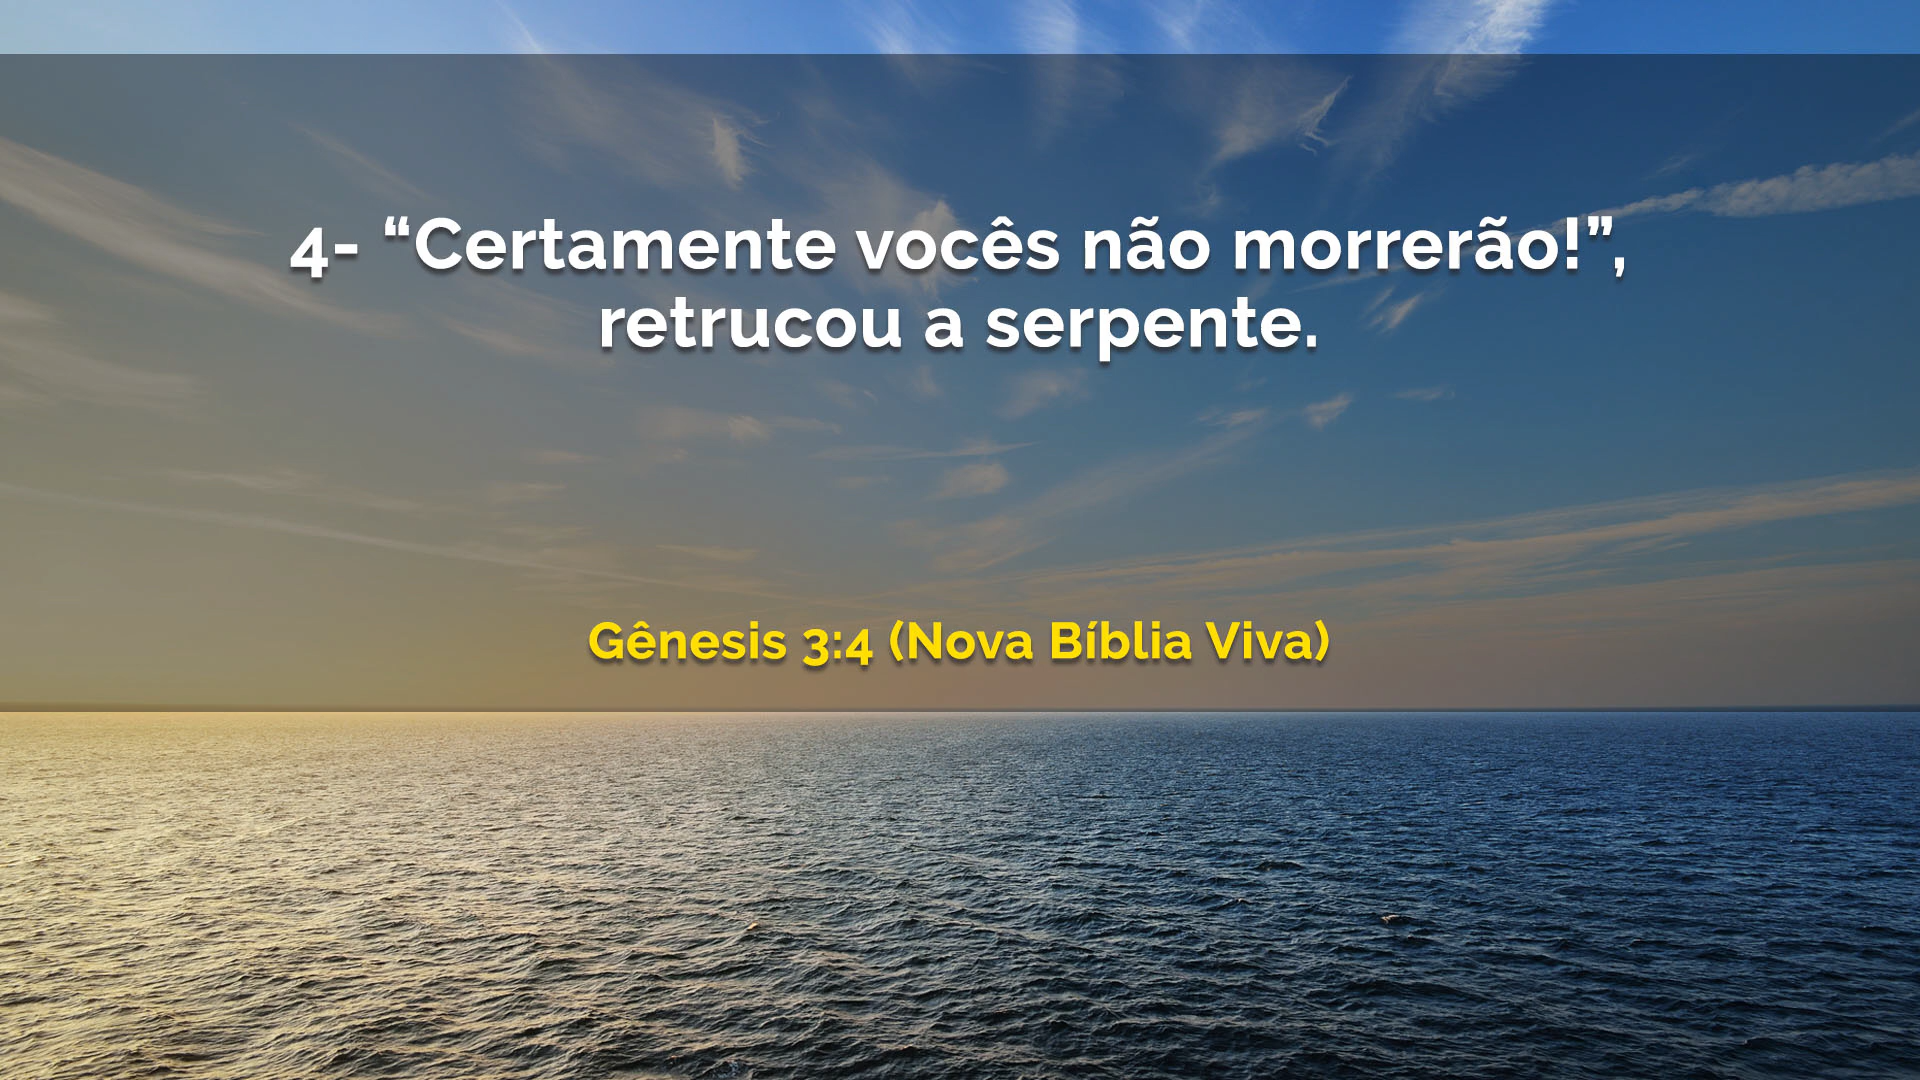 4- “Certamente vocês não morrerão!”,
retrucou a serpente.
Gênesis 3:4 (Nova Bíblia Viva)